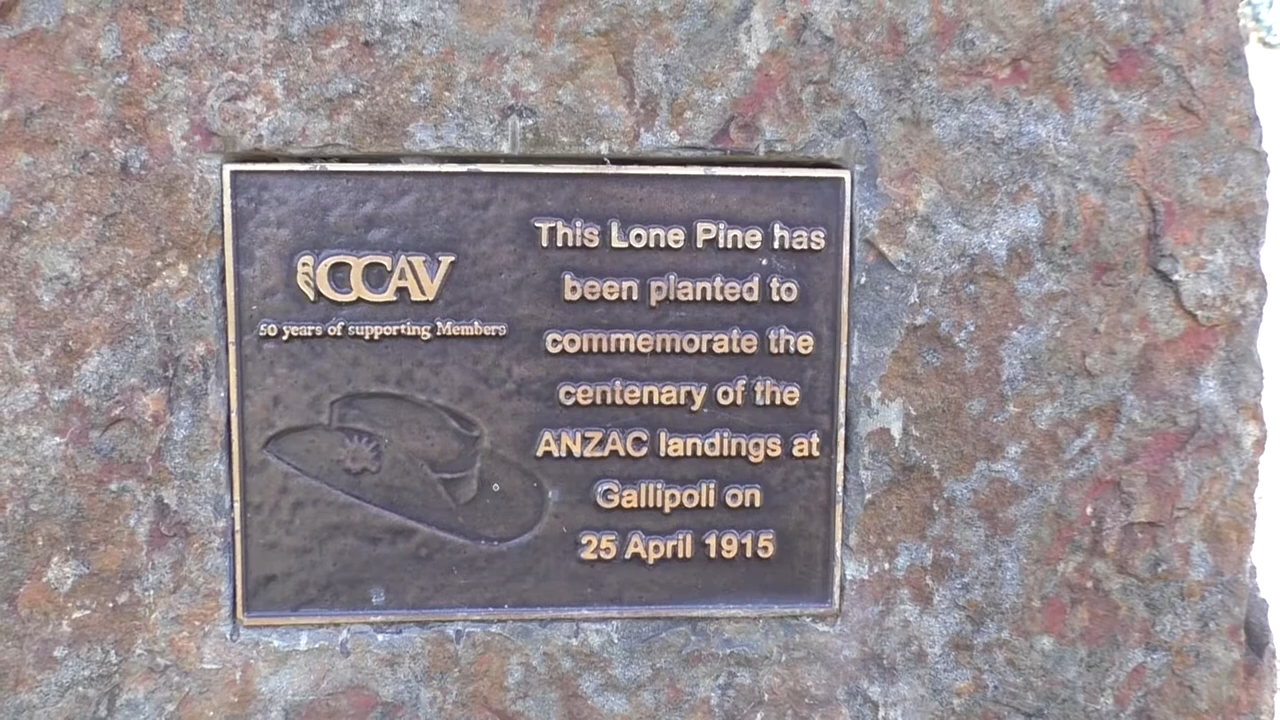 CCAV
50 years of supporting Members
This Lone Pine has
been planted to
commemorate the
centenary of the
ANZAC landings at
Gallipoli on
25 April 1915